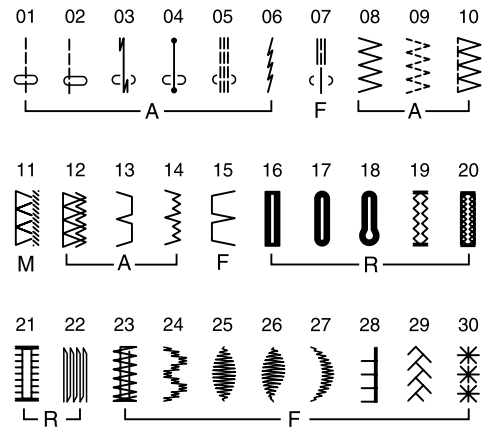 01 02 03 04 05 06 07 08 09 10
A F A
11 12 13 14 15 16 17 18 19 20
M A F R
21 22 23 24 25 26 27 28 29 30
R F